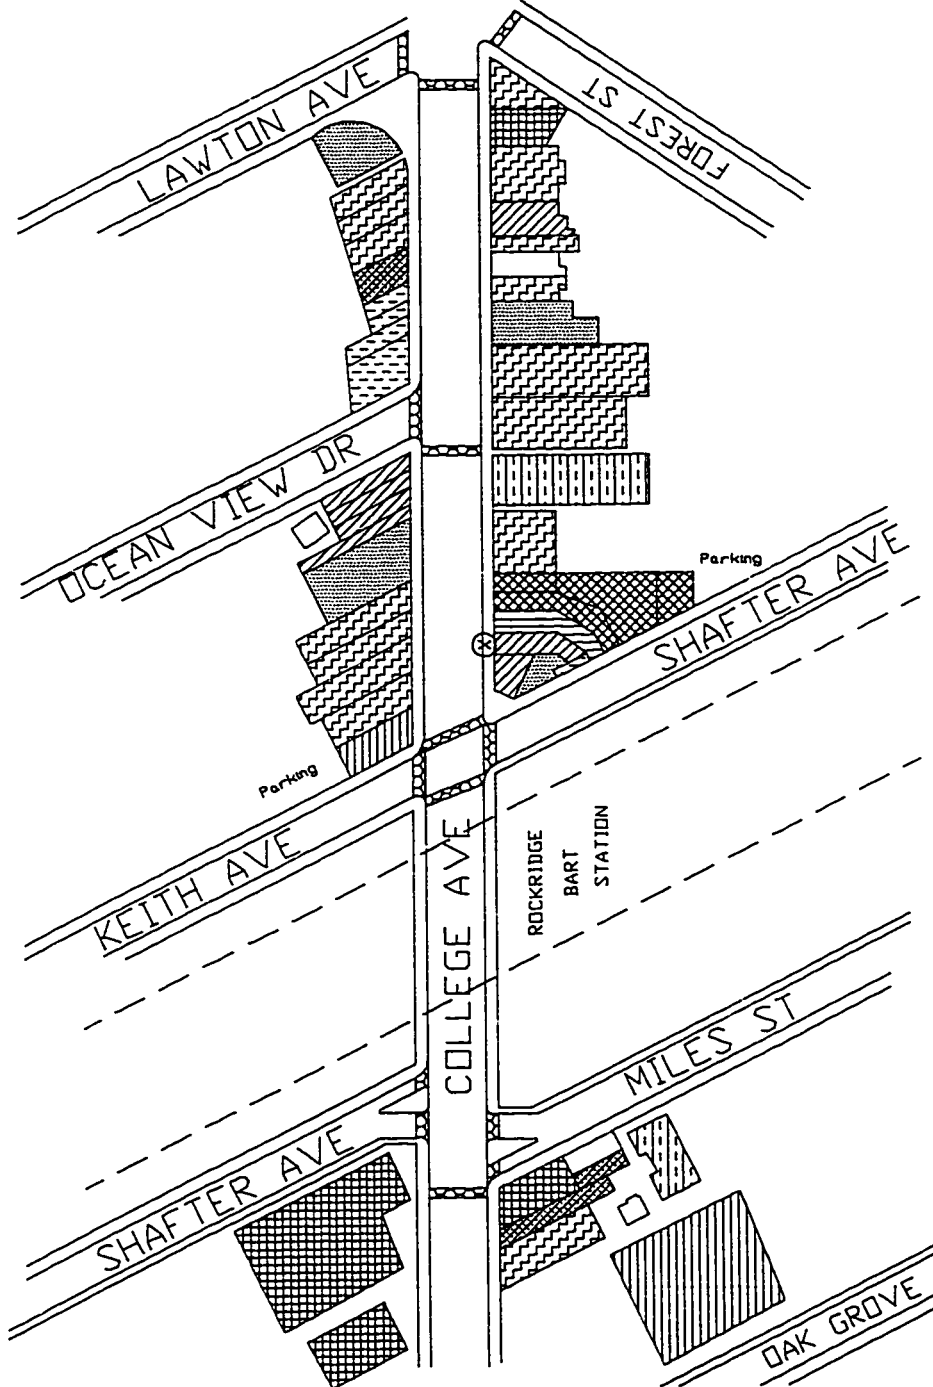 LAWTON AVE
FOREST ST
OCEAN VIEW DR
Parking
SHAFTER AVE
Parking
KEITH AVE
COLLEGE AVE
ROCKRIDGE
BART
STATION
MILES ST
SHAFTER AVE
OAK GROVE
X